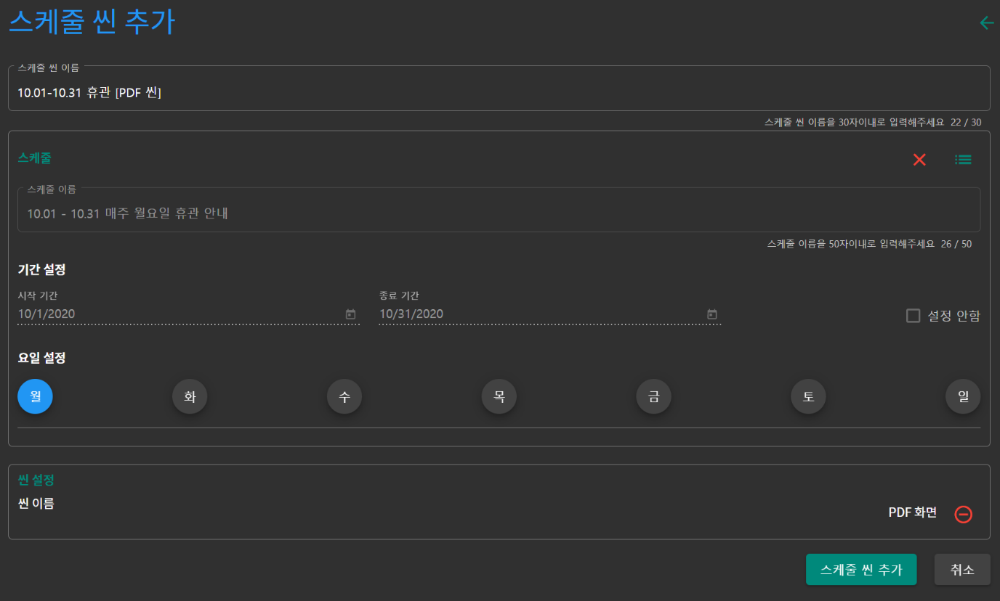 스케줄 씬 추가
스케줄 씬 이름
10.01-10.31 휴관 [PDF 씬]
스케줄 씬 이름을 30자이내로 입력해주세요 22 / 30
스케줄
스케줄 이름
10.01 - 10.31 매주 월요일 휴관 안내
스케줄 이름을 50자이내로 입력해주세요 26 / 50
기간 설정
시작 기간 종료 기간
10/1/2020 10/31/2020 설정 안함
요일 설정
월 화 수 목 금 토 일
씬 설정
씬 이름
PDF 화면
스케줄 씬 추가 취소